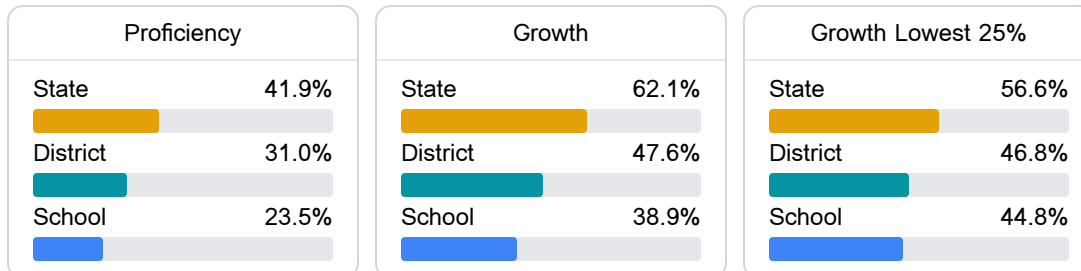 Proficiency
State 41.9%
District 31.0%
School 23.5%
Growth
State 62.1%
District 47.6%
School 38.9%
Growth Lowest 25%
State 56.6%
District 46.8%
School 44.8%